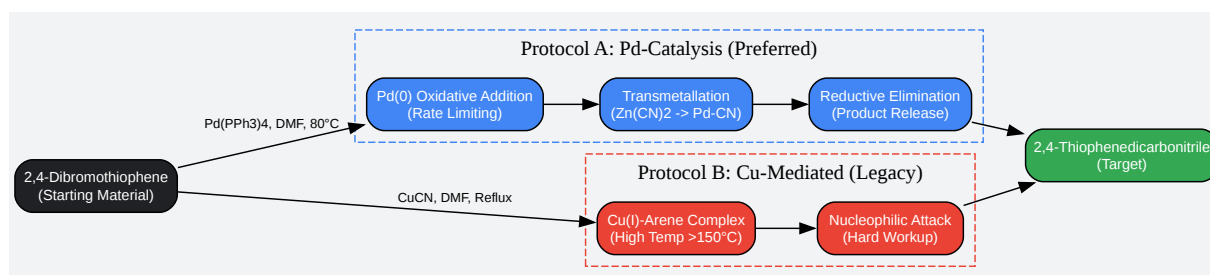 Protocol A: Pd-Catalysis (Preferred)
Pd(0) Oxidative Addition
(Rate Limiting)
Transmetallation
(Zn(CN)2 -> Pd-CN)
Reductive Elimination
(Product Release)
Pd(PPh3)4, DMF, 80°C
2,4-Dibromothiophene
(Starting Material)
2,4-Thiophenedicarbonitrile
(Target)
CuCN, DMF, Reflux
Protocol B: Cu-Mediated (Legacy)
Cu(I)-Arene Complex
(High Temp >150°C)
Nucleophilic Attack
(Hard Workup)